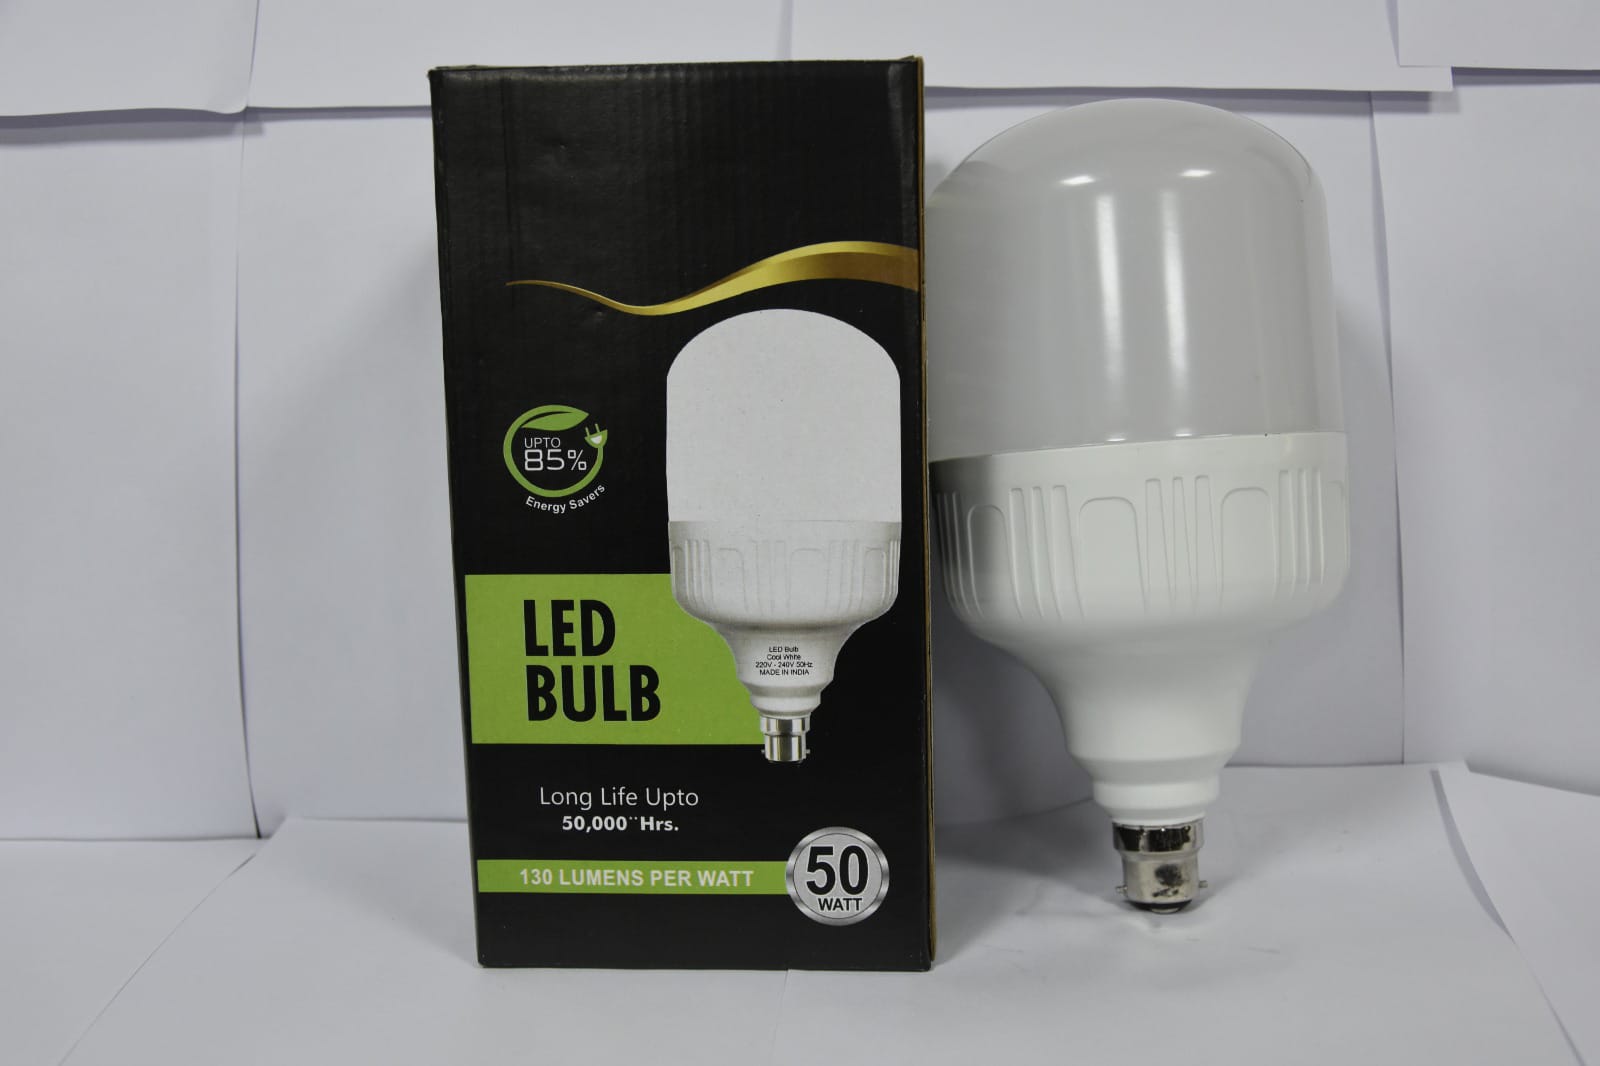 UPTO
85%
Energy Savers
LED
BULB
LED Bulb
Cool White
220V - 240V 50Hz
MADE IN INDIA
Long Life Upto
50,000¨Hrs.
130 LUMENS PER WATT
50
WATT